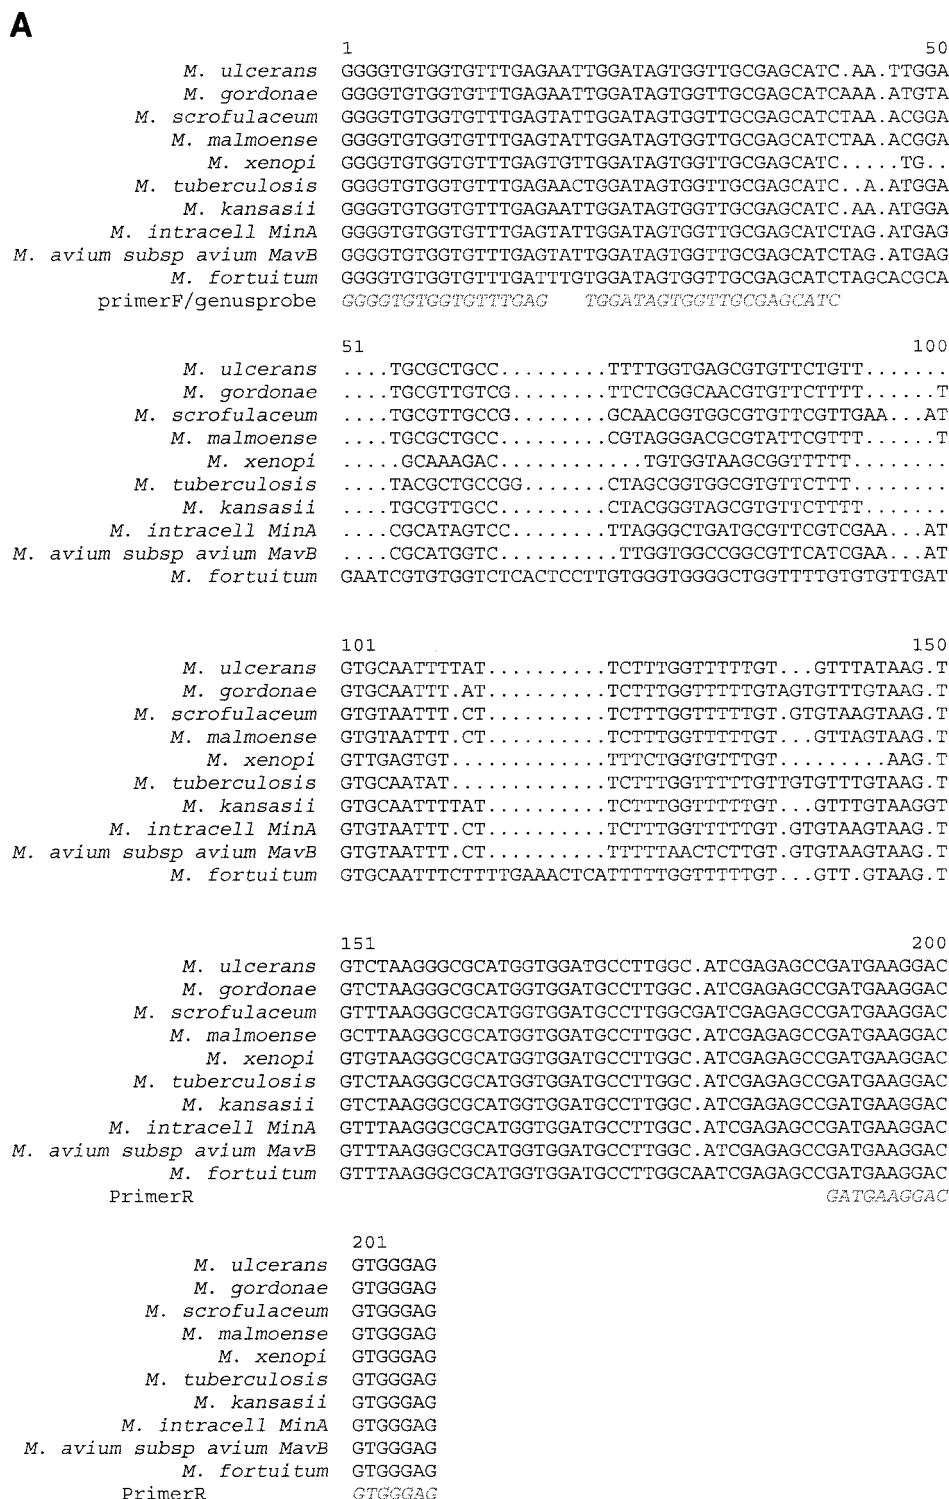 A
1 50
M. ulcerans GGGGTGTGGTGTTTGAGAATTGGATAGTGGTTGCGAGCATC.AA.TTGGA
M. gordonae GGGGTGTGGTGTTTGAGAATTGGATAGTGGTTGCGAGCATCAAA.ATGTA
M. scrofulaceum GGGGTGTGGTGTTTGAGTATTGGATAGTGGTTGCGAGCATCTAA.ACGGA
M. malmoense GGGGTGTGGTGTTTGAGTATTGGATAGTGGTTGCGAGCATCTAA.ACGGA
M. xenopi GGGGTGTGGTGTTTGAGTGTTGGATAGTGGTTGCGAGCATC.....TG..
M. tuberculosis GGGGTGTGGTGTTTGAGAACTGGATAGTGGTTGCGAGCATC..A.ATGGA
M. kansasii GGGGTGTGGTGTTTGAGAATTGGATAGTGGTTGCGAGCATC.AA.ATGGA
M. intracell MinA GGGGTGTGGTGTTTGAGTATTGGATAGTGGTTGCGAGCATCTAG.ATGAG
M. avium subsp avium MavB GGGGTGTGGTGTTTGAGTATTGGATAGTGGTTGCGAGCATCTAG.ATGAG
M. fortuitum GGGGTGTGGTGTTTGATTTGTGGATAGTGGTTGCGAGCATCTAGCACGCA
primerF/genusprobe GGGGTGTGGTGTTTGAG TGGATAGTGGTTGCGAGCATC
51 100
M. ulcerans ....TGCGCTGCC.........TTTTGGTGAGCGTGTTCTGTT.......
M. gordonae ....TGCGTTGTCG........TTCTCGGCAACGTGTTCTTTT......T
M. scrofulaceum ....TGCGTTGCCG........GCAACGGTGGCGTGTTCGTTGAA...AT
M. malmoense ....TGCGCTGCC.........CGTAGGGACGCGTATTCGTTT......T
M. xenopi .....GCAAAGAC............TGTGGTAAGCGGTTTTT........
M. tuberculosis ....TACGCTGCCGG.......CTAGCGGTGGCGTGTTCTTT........
M. kansasii ....TGCGTTGCC.........CTACGGGTAGCGTGTTCTTTT.......
M. intracell MinA ....CGCATAGTCC........TTAGGGCTGATGCGTTCGTCGAA...AT
M. avium subsp avium MavB ....CGCATGGTC..........TTGGTGGCCGGCGTTCATCGAA...AT
M. fortuitum GAATCGTGTGGTCTCACTCCTTGTGGGTGGGGCTGGTTTTGTGTGTTGAT
101 150
M. ulcerans GTGCAATTTTAT..........TCTTTGGTTTTTGT...GTTTATAAG.T
M. gordonae GTGCAATTT.AT..........TCTTTGGTTTTTGTAGTGTTTGTAAG.T
M. scrofulaceum GTGTAATTT.CT..........TCTTTGGTTTTTGT.GTGTAAGTAAG.T
M. malmoense GTGTAATTT.CT..........TCTTTGGTTTTTGT...GTTAGTAAG.T
M. xenopi GTTGAGTGT.............TTTCTGGTGTTTGT.........AAG.T
M. tuberculosis GTGCAATAT.............TCTTTGGTTTTTGTTGTGTTTGTAAG.T
M. kansasii GTGCAATTTTAT..........TCTTTGGTTTTTGT...GTTTGTAAGGT
M. intracell MinA GTGTAATTT.CT..........TCTTTGGTTTTTGT.GTGTAAGTAAG.T
M. avium subsp avium MavB GTGTAATTT.CT..........TTTTTAACTCTTGT.GTGTAAGTAAG.T
M. fortuitum GTGCAATTTCTTTTGAAACTCATTTTTGGTTTTTGT...GTT.GTAAG.T
151 200
M. ulcerans GTCTAAGGGCGCATGGTGGATGCCTTGGC.ATCGAGAGCCGATGAAGGAC
M. gordonae GTCTAAGGGCGCATGGTGGATGCCTTGGC.ATCGAGAGCCGATGAAGGAC
M. scrofulaceum GTTTAAGGGCGCATGGTGGATGCCTTGGCGATCGAGAGCCGATGAAGGAC
M. malmoense GCTTAAGGGCGCATGGTGGATGCCTTGGC.ATCGAGAGCCGATGAAGGAC
M. xenopi GTGTAAGGGCGCATGGTGGATGCCTTGGC.ATCGAGAGCCGATGAAGGAC
M. tuberculosis GTCTAAGGGCGCATGGTGGATGCCTTGGC.ATCGAGAGCCGATGAAGGAC
M. kansasii GTCTAAGGGCGCATGGTGGATGCCTTGGC.ATCGAGAGCCGATGAAGGAC
M. intracell MinA GTTTAAGGGCGCATGGTGGATGCCTTGGC.ATCGAGAGCCGATGAAGGAC
M. avium subsp avium MavB GTTTAAGGGCGCATGGTGGATGCCTTGGC.ATCGAGAGCCGATGAAGGAC
M. fortuitum GTTTAAGGGCGCATGGTGGATGCCTTGGCAATCGAGAGCCGATGAAGGAC
PrimerR GATGAAGGAC
201
M. ulcerans GTGGGAG
M. gordonae GTGGGAG
M. scrofulaceum GTGGGAG
M. malmoense GTGGGAG
M. xenopi GTGGGAG
M. tuberculosis GTGGGAG
M. kansasii GTGGGAG
M. intracell MinA GTGGGAG
M. avium subsp avium MavB GTGGGAG
M. fortuitum GTGGGAG
PrimerR GTGGGAG